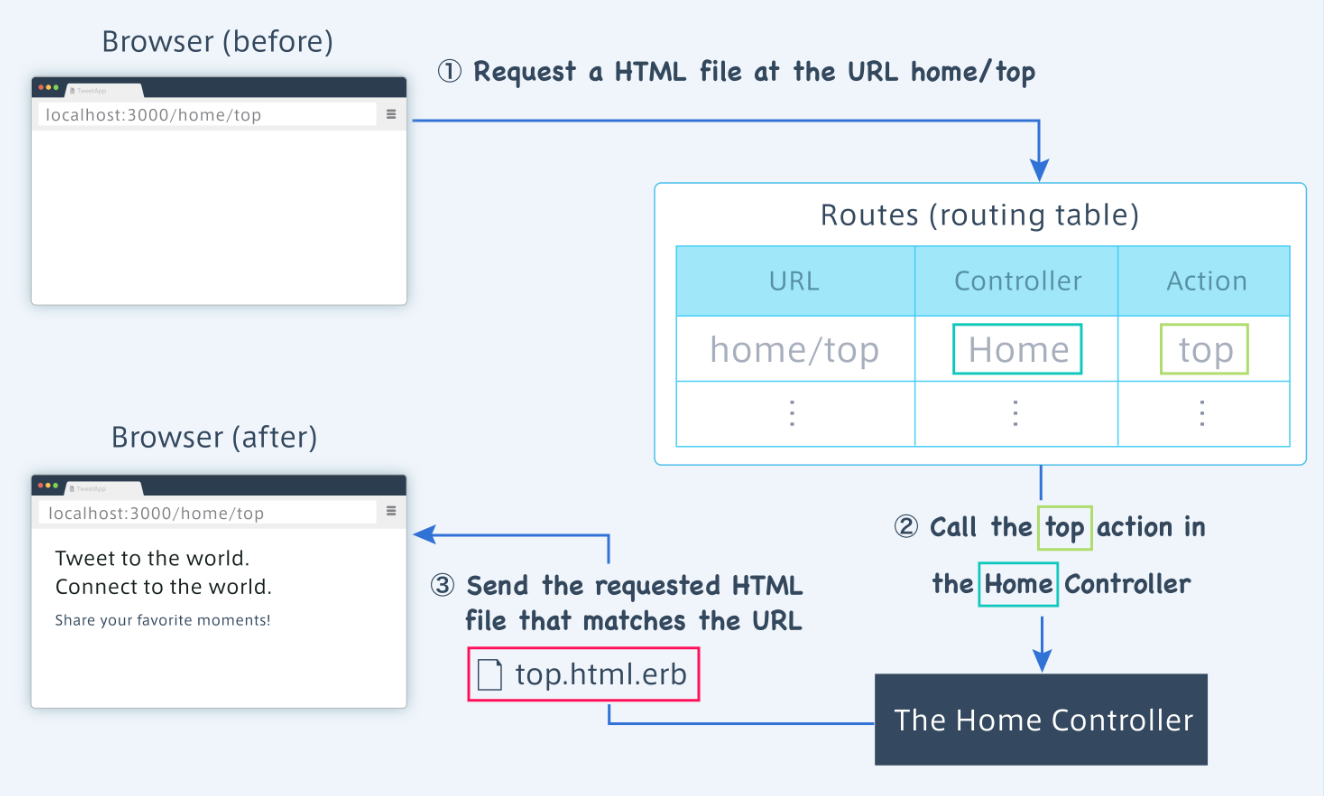 Browser (before)
① Request a HTML file at the URL home/top
TweetApp
localhost:3000/home/top
Routes (routing table)
URL Controller Action
home/top Home top
⋮ ⋮ ⋮
② Call the top action in
the Home Controller
The Home Controller
③ Send the requested HTML
file that matches the URL
top.html.erb
Browser (after)
TweetApp
localhost:3000/home/top
Tweet to the world.
Connect to the world.
Share your favorite moments!